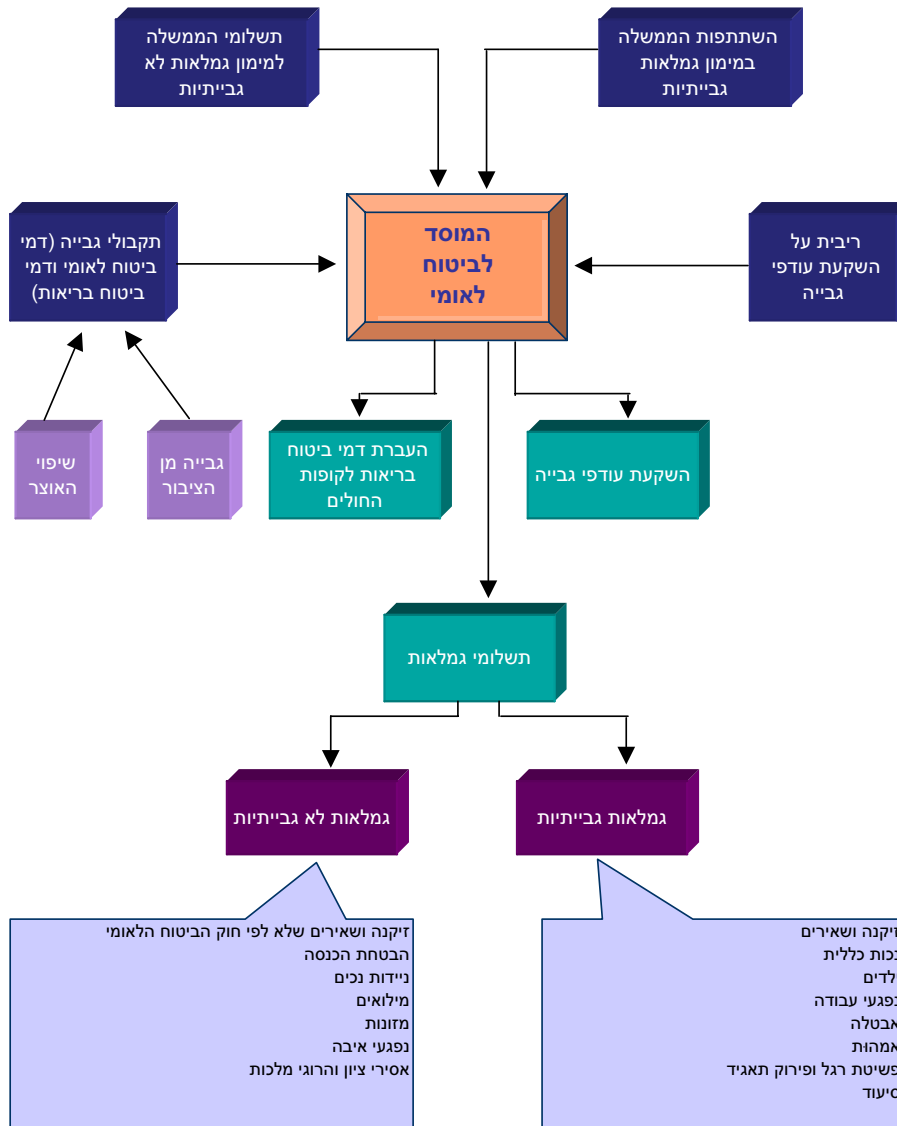 השתתפות הממשלה
במימון גמלאות
גבייתיות
תשלומי הממשלה
למימון גמלאות לא
גבייתיות
ריבית על
השקעת עודפי
גבייה
המוסד
לביטוח
לאומי
תקבולי גבייה (דמי
ביטוח לאומי ודמי
ביטוח בריאות)
השקעת עודפי גבייה
העברת דמי ביטוח
בריאות לקופות
החולים
גבייה מן
הציבור
שיפוי
האוצר
תשלומי גמלאות
גמלאות גבייתיות
גמלאות לא גבייתיות
זיקנה ושאירים
נכות כללית
ילדים
נפגעי עבודה
אבטלה
אמהות
פשיטת רגל ופירוק תאגיד
סיעוד
זיקנה ושאירים שלא לפי חוק הביטוח הלאומי
הבטחת הכנסה
ניידות נכים
מילואים
מזונות
נפגעי איבה
אסירי ציון והרוגי מלכות